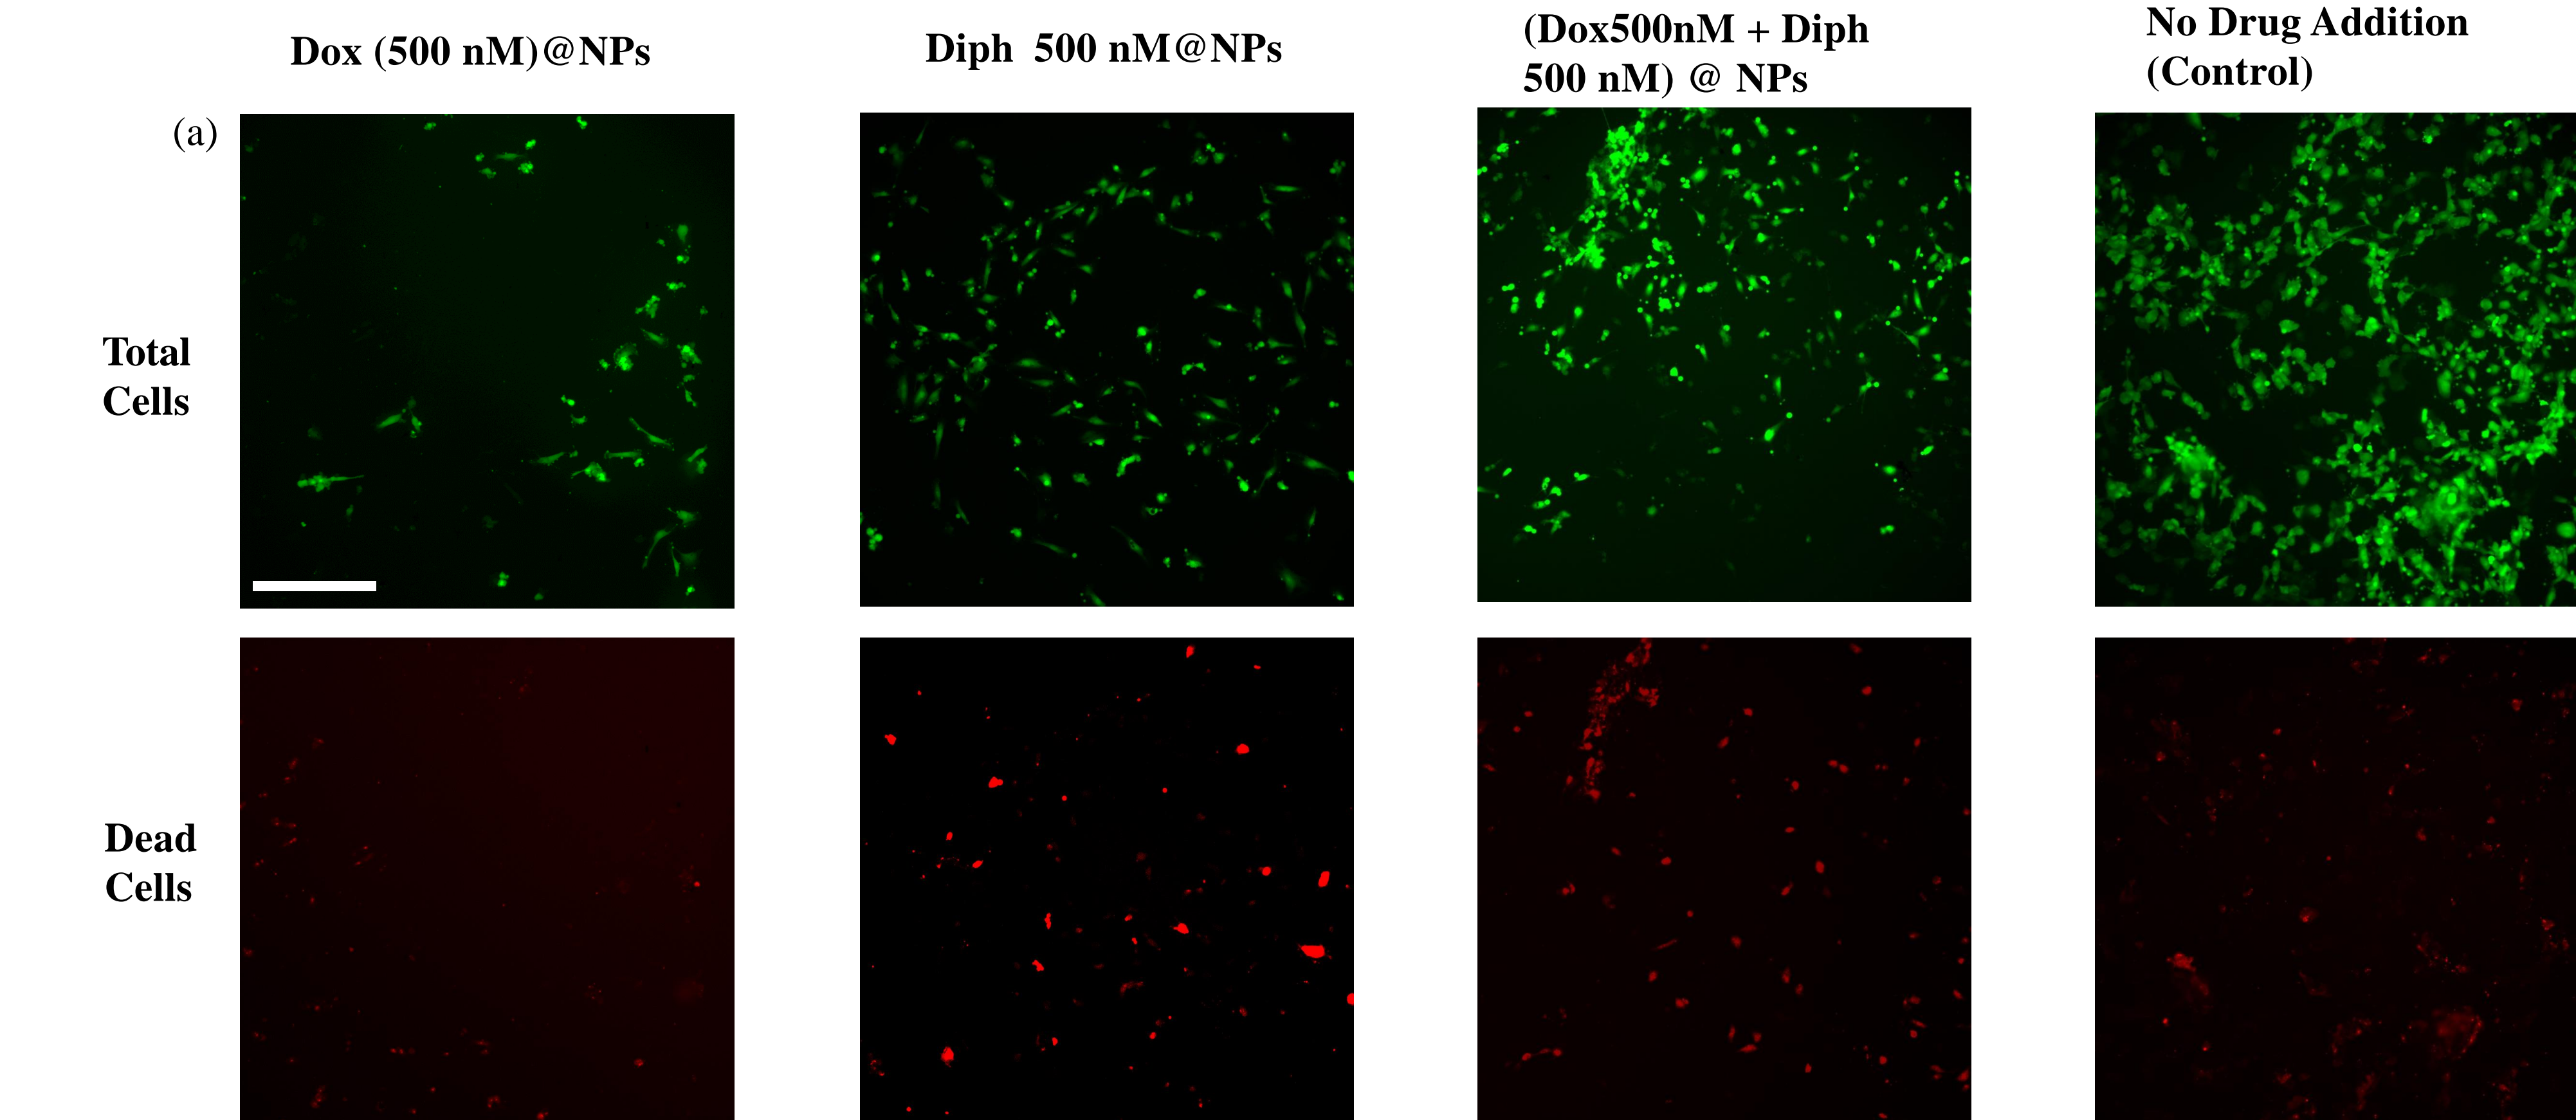 Dox (500 nM)@NPs
Diph 500 nM@NPs
(Dox500nM + Diph
500 nM) @ NPs
No Drug Addition
(Control)
(a)
Total
Cells
Dead
Cells